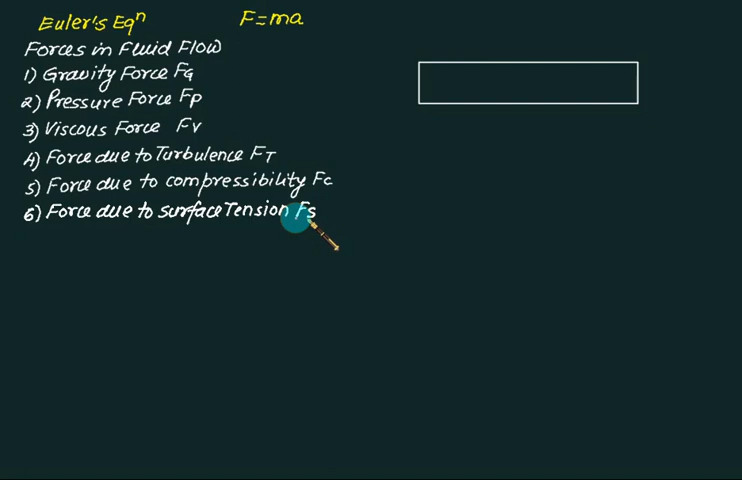 Euler's Eqⁿ F=ma
Forces in Fluid Flow
1) Gravity Force FG
2) Pressure Force Fp
3) Viscous Force Fv
4) Force due to Turbulence FT
5) Force due to compressibility Fc
6) Force due to surface Tension Fs